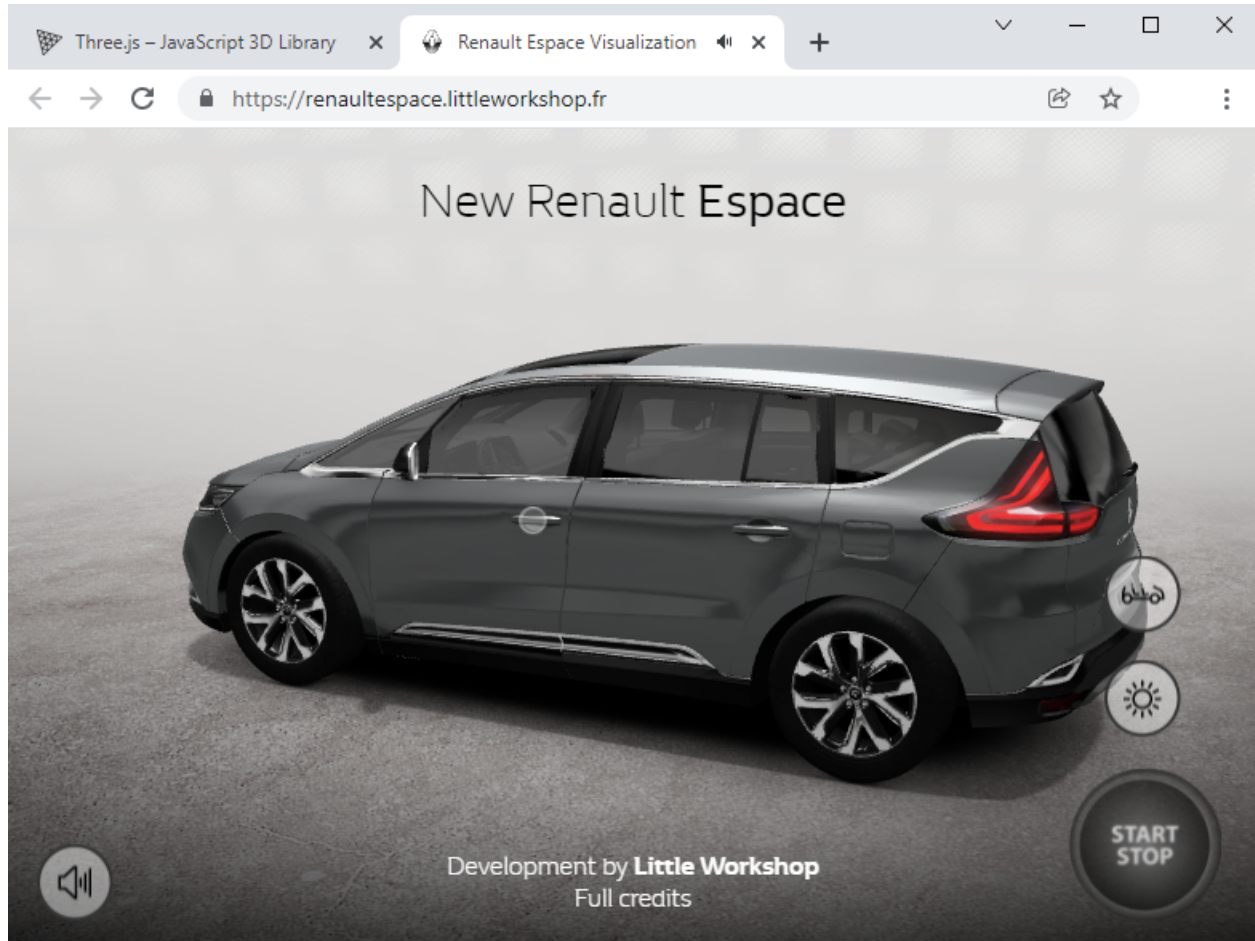 Three.js – JavaScript 3D Library
Renault Espace Visualization
https://renaultespace.littleworkshop.fr
New Renault Espace
START
STOP
Development by Little Workshop
Full credits